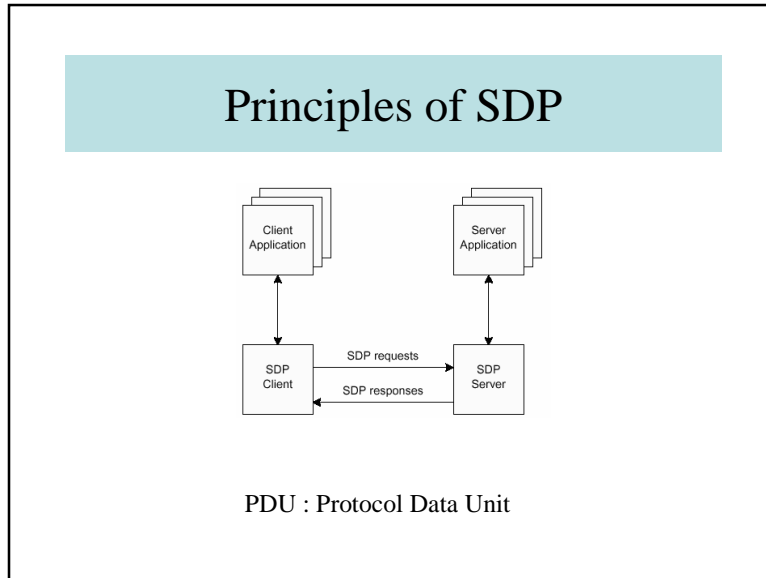 Principles of SDP
Client
Application
Server
Application
SDP requests
SDP
Client
SDP
Server
SDP responses
PDU : Protocol Data Unit